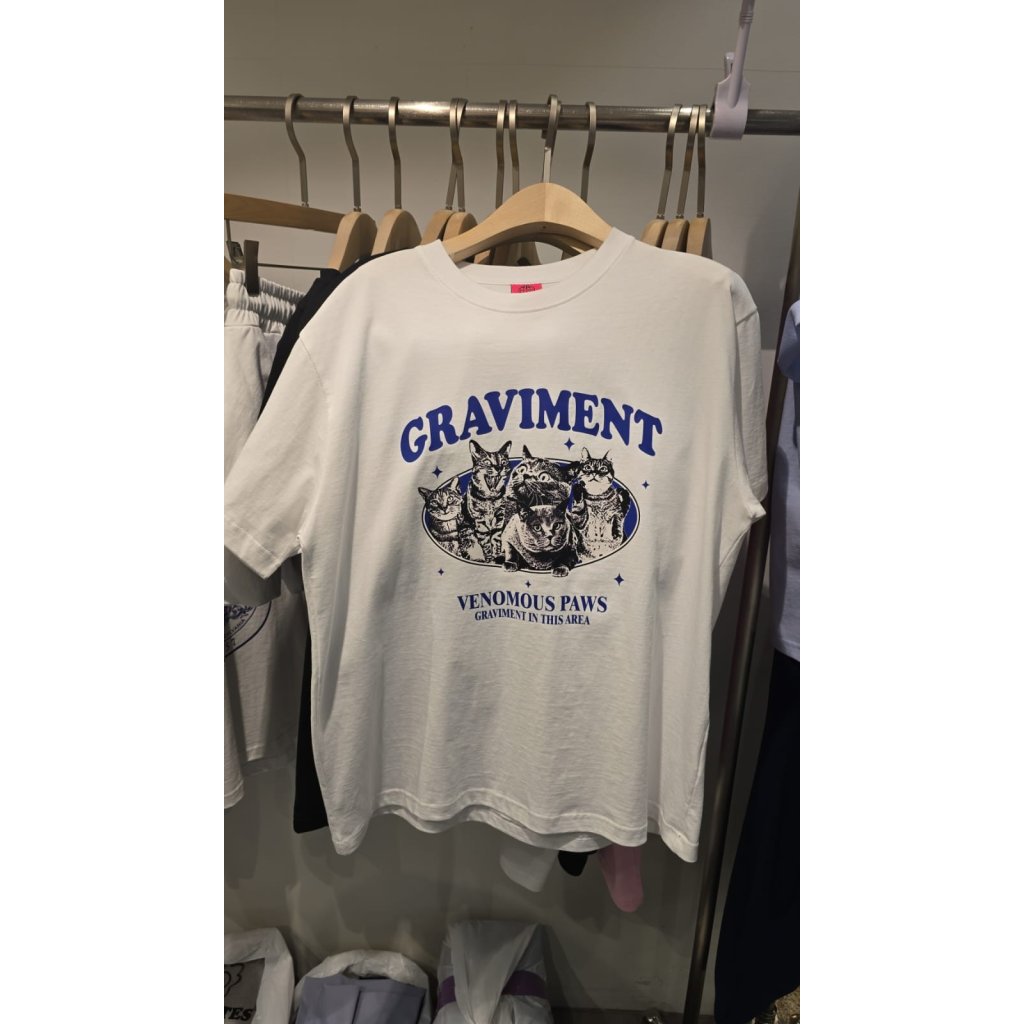 GRAVIMENT
VENOMOUS PAWS
GRAVIMENT IN THIS AREA